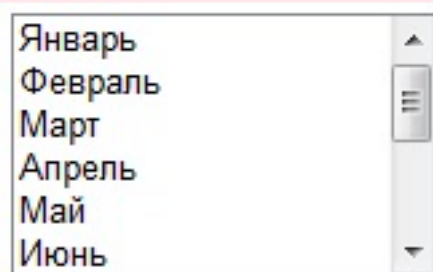 Январь
Февраль
Март
Апрель
Май
Июнь